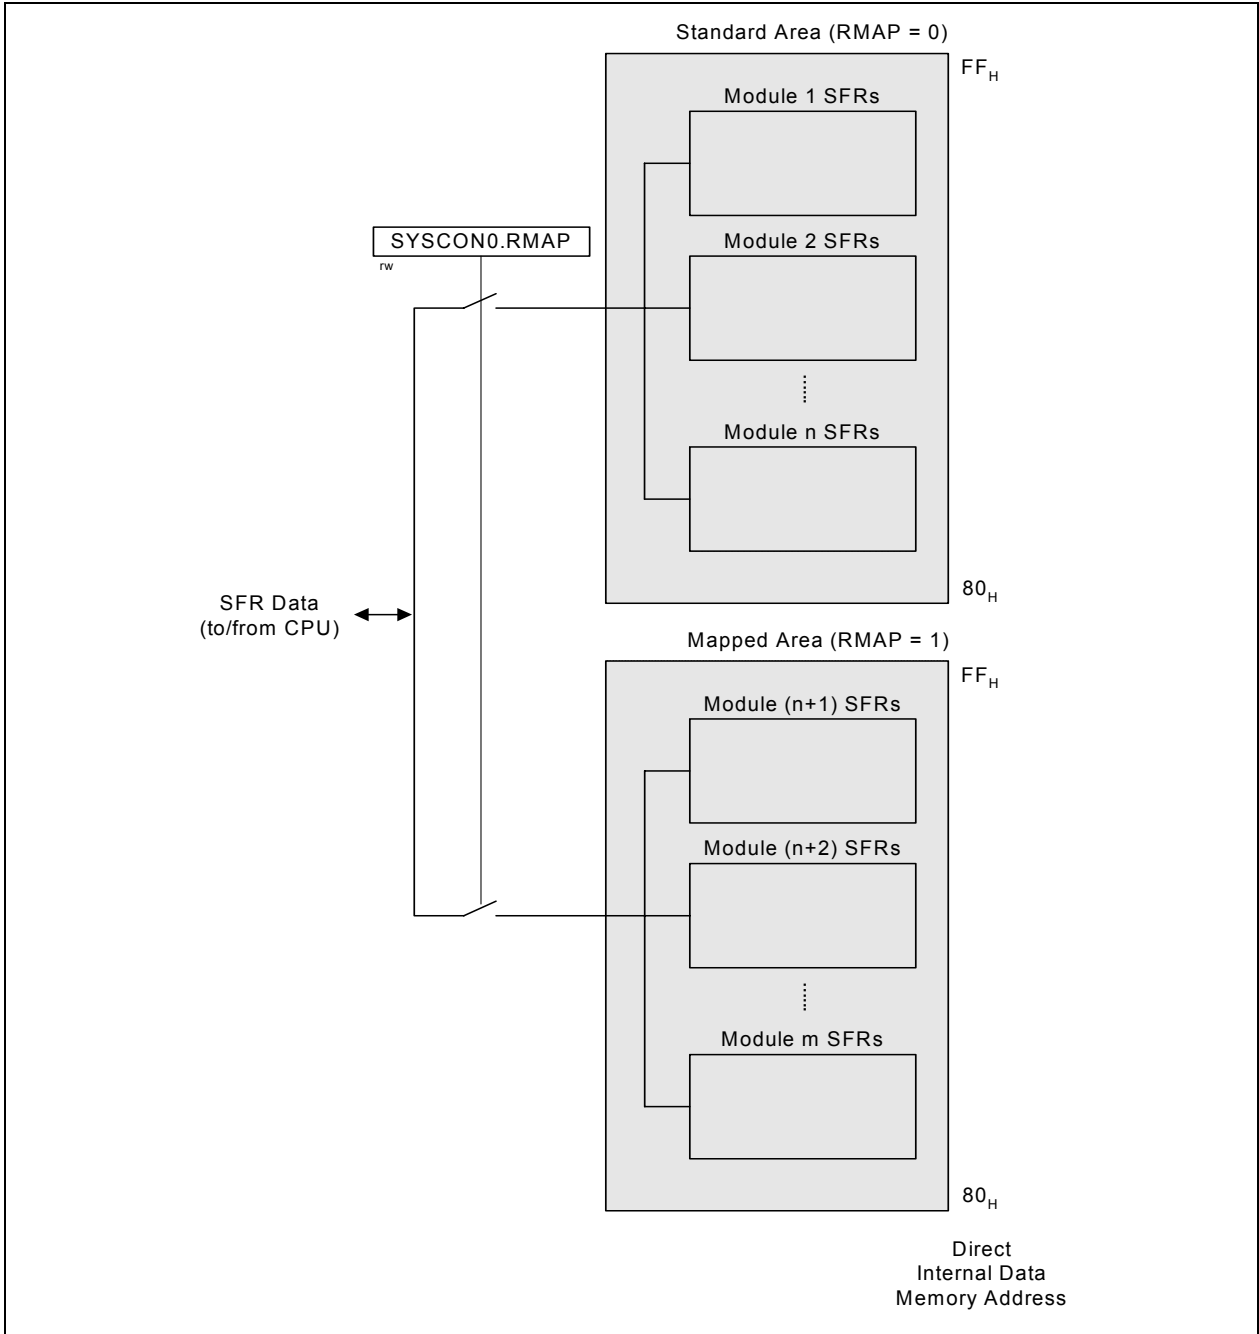 Standard Area (RMAP = 0)
FFH
Module 1 SFRs
SYSCON0.RMAP
rw
Module 2 SFRs
Module n SFRs
80H
SFR Data
(to/from CPU)
Mapped Area (RMAP = 1)
FFH
Module (n+1) SFRs
Module (n+2) SFRs
Module m SFRs
80H
Direct
Internal Data
Memory Address